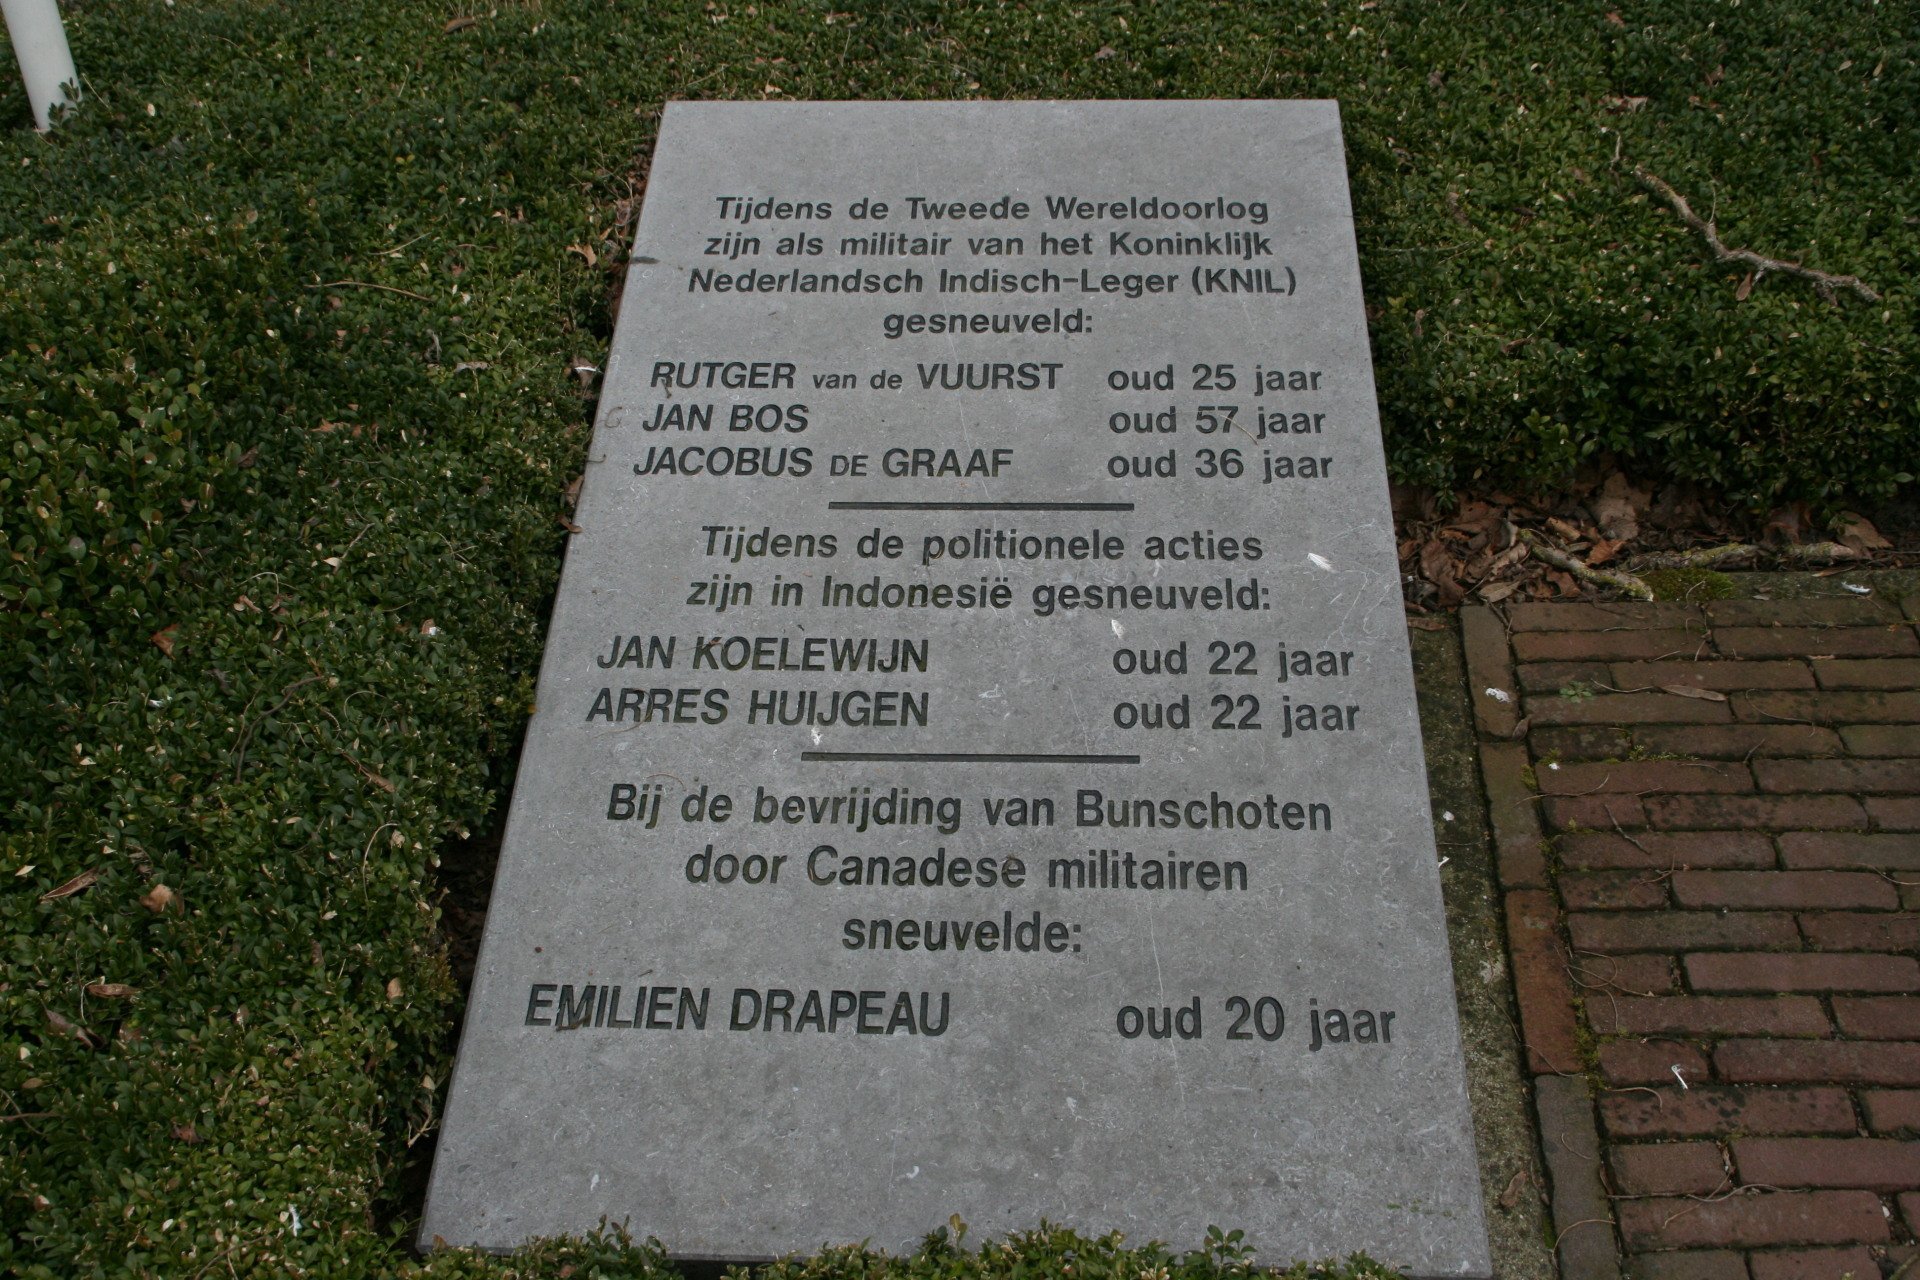 Tijdens de Tweede Wereldoorlog
zijn als militair van het Koninklijk
Nederlandsch Indisch-Leger (KNIL)
gesneuveld:
RUTGER van de VUURST oud 25 jaar
JAN BOS oud 57 jaar
JACOBUS DE GRAAF oud 36 jaar
Tijdens de politionele acties
zijn in Indonesië gesneuveld:
JAN KOELEWIJN oud 22 jaar
ARRES HUIJGEN oud 22 jaar
Bij de bevrijding van Bunschoten
door Canadese militairen
sneuvelde:
EMILIEN DRAPEAU oud 20 jaar